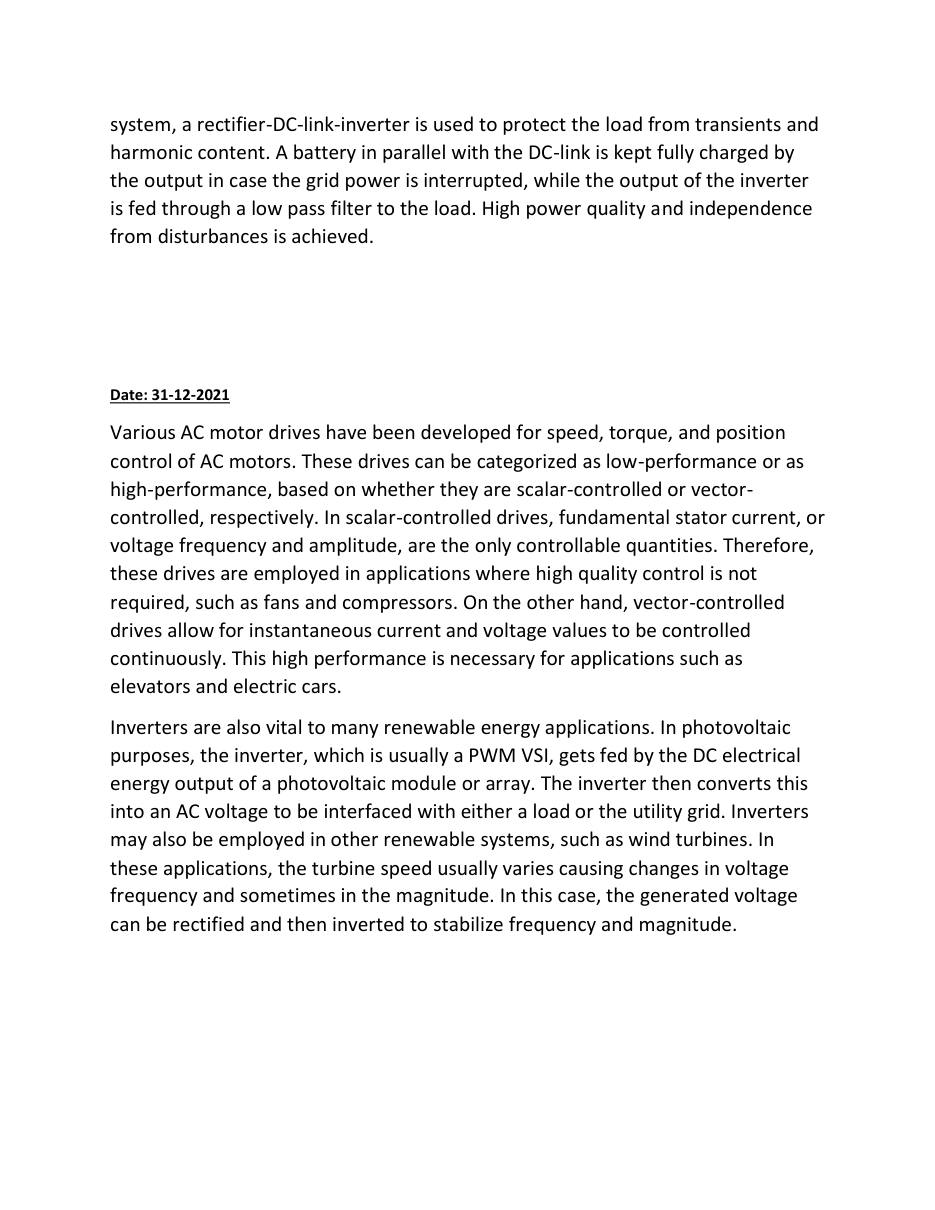 system, a rectifier-DC-link-inverter is used to protect the load from transients and
harmonic content. A battery in parallel with the DC-link is kept fully charged by
the output in case the grid power is interrupted, while the output of the inverter
is fed through a low pass filter to the load. High power quality and independence
from disturbances is achieved.
Date: 31-12-2021
Various AC motor drives have been developed for speed, torque, and position
control of AC motors. These drives can be categorized as low-performance or as
high-performance, based on whether they are scalar-controlled or vector-
controlled, respectively. In scalar-controlled drives, fundamental stator current, or
voltage frequency and amplitude, are the only controllable quantities. Therefore,
these drives are employed in applications where high quality control is not
required, such as fans and compressors. On the other hand, vector-controlled
drives allow for instantaneous current and voltage values to be controlled
continuously. This high performance is necessary for applications such as
elevators and electric cars.
Inverters are also vital to many renewable energy applications. In photovoltaic
purposes, the inverter, which is usually a PWM VSI, gets fed by the DC electrical
energy output of a photovoltaic module or array. The inverter then converts this
into an AC voltage to be interfaced with either a load or the utility grid. Inverters
may also be employed in other renewable systems, such as wind turbines. In
these applications, the turbine speed usually varies causing changes in voltage
frequency and sometimes in the magnitude. In this case, the generated voltage
can be rectified and then inverted to stabilize frequency and magnitude.